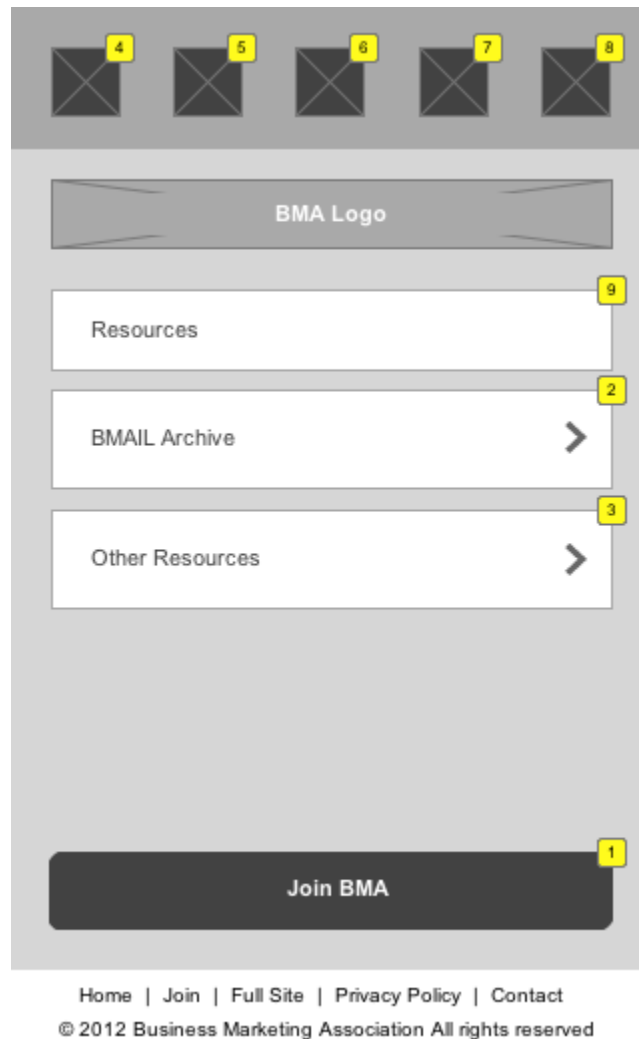 4 5 6 7 8
BMA Logo
9
Resources
2
BMAIL Archive
3
Other Resources
1
Join BMA
Home | Join | Full Site | Privacy Policy | Contact
© 2012 Business Marketing Association All rights reserved